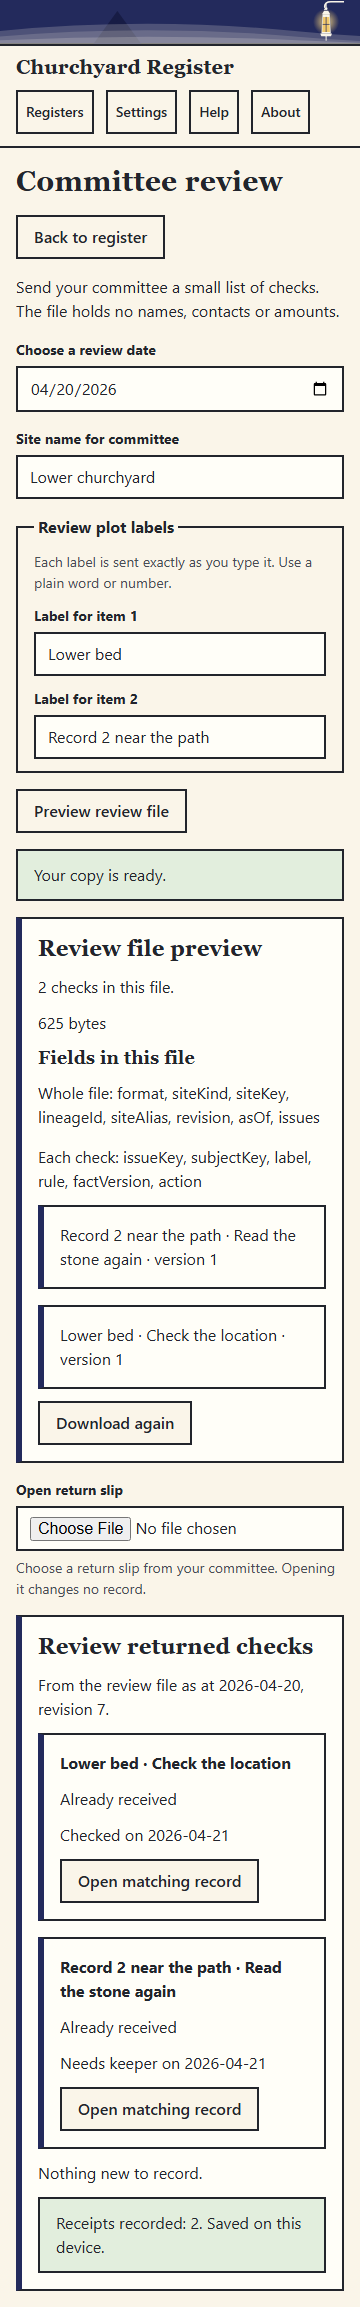 Churchyard Register
Registers
Settings
Help
About
Committee review
Back to register
Send your committee a small list of checks.
The file holds no names, contacts or amounts.
Choose a review date
04/20/2026
Site name for committee
Lower churchyard
Review plot labels
Each label is sent exactly as you type it. Use a
plain word or number.
Label for item 1
Lower bed
Label for item 2
Record 2 near the path
Preview review file
Your copy is ready.
Review file preview
2 checks in this file.
625 bytes
Fields in this file
Whole file: format, siteKind, siteKey,
lineageId, siteAlias, revision, asOf, issues
Each check: issueKey, subjectKey, label,
rule, factVersion, action
Record 2 near the path · Read the
stone again · version 1
Lower bed · Check the location ·
version 1
Download again
Open return slip
Choose File No file chosen
Choose a return slip from your committee. Opening
it changes no record.
Review returned checks
From the review file as at 2026-04-20,
revision 7.
Lower bed · Check the location
Already received
Checked on 2026-04-21
Open matching record
Record 2 near the path · Read
the stone again
Already received
Needs keeper on 2026-04-21
Open matching record
Nothing new to record.
Receipts recorded: 2. Saved on this
device.